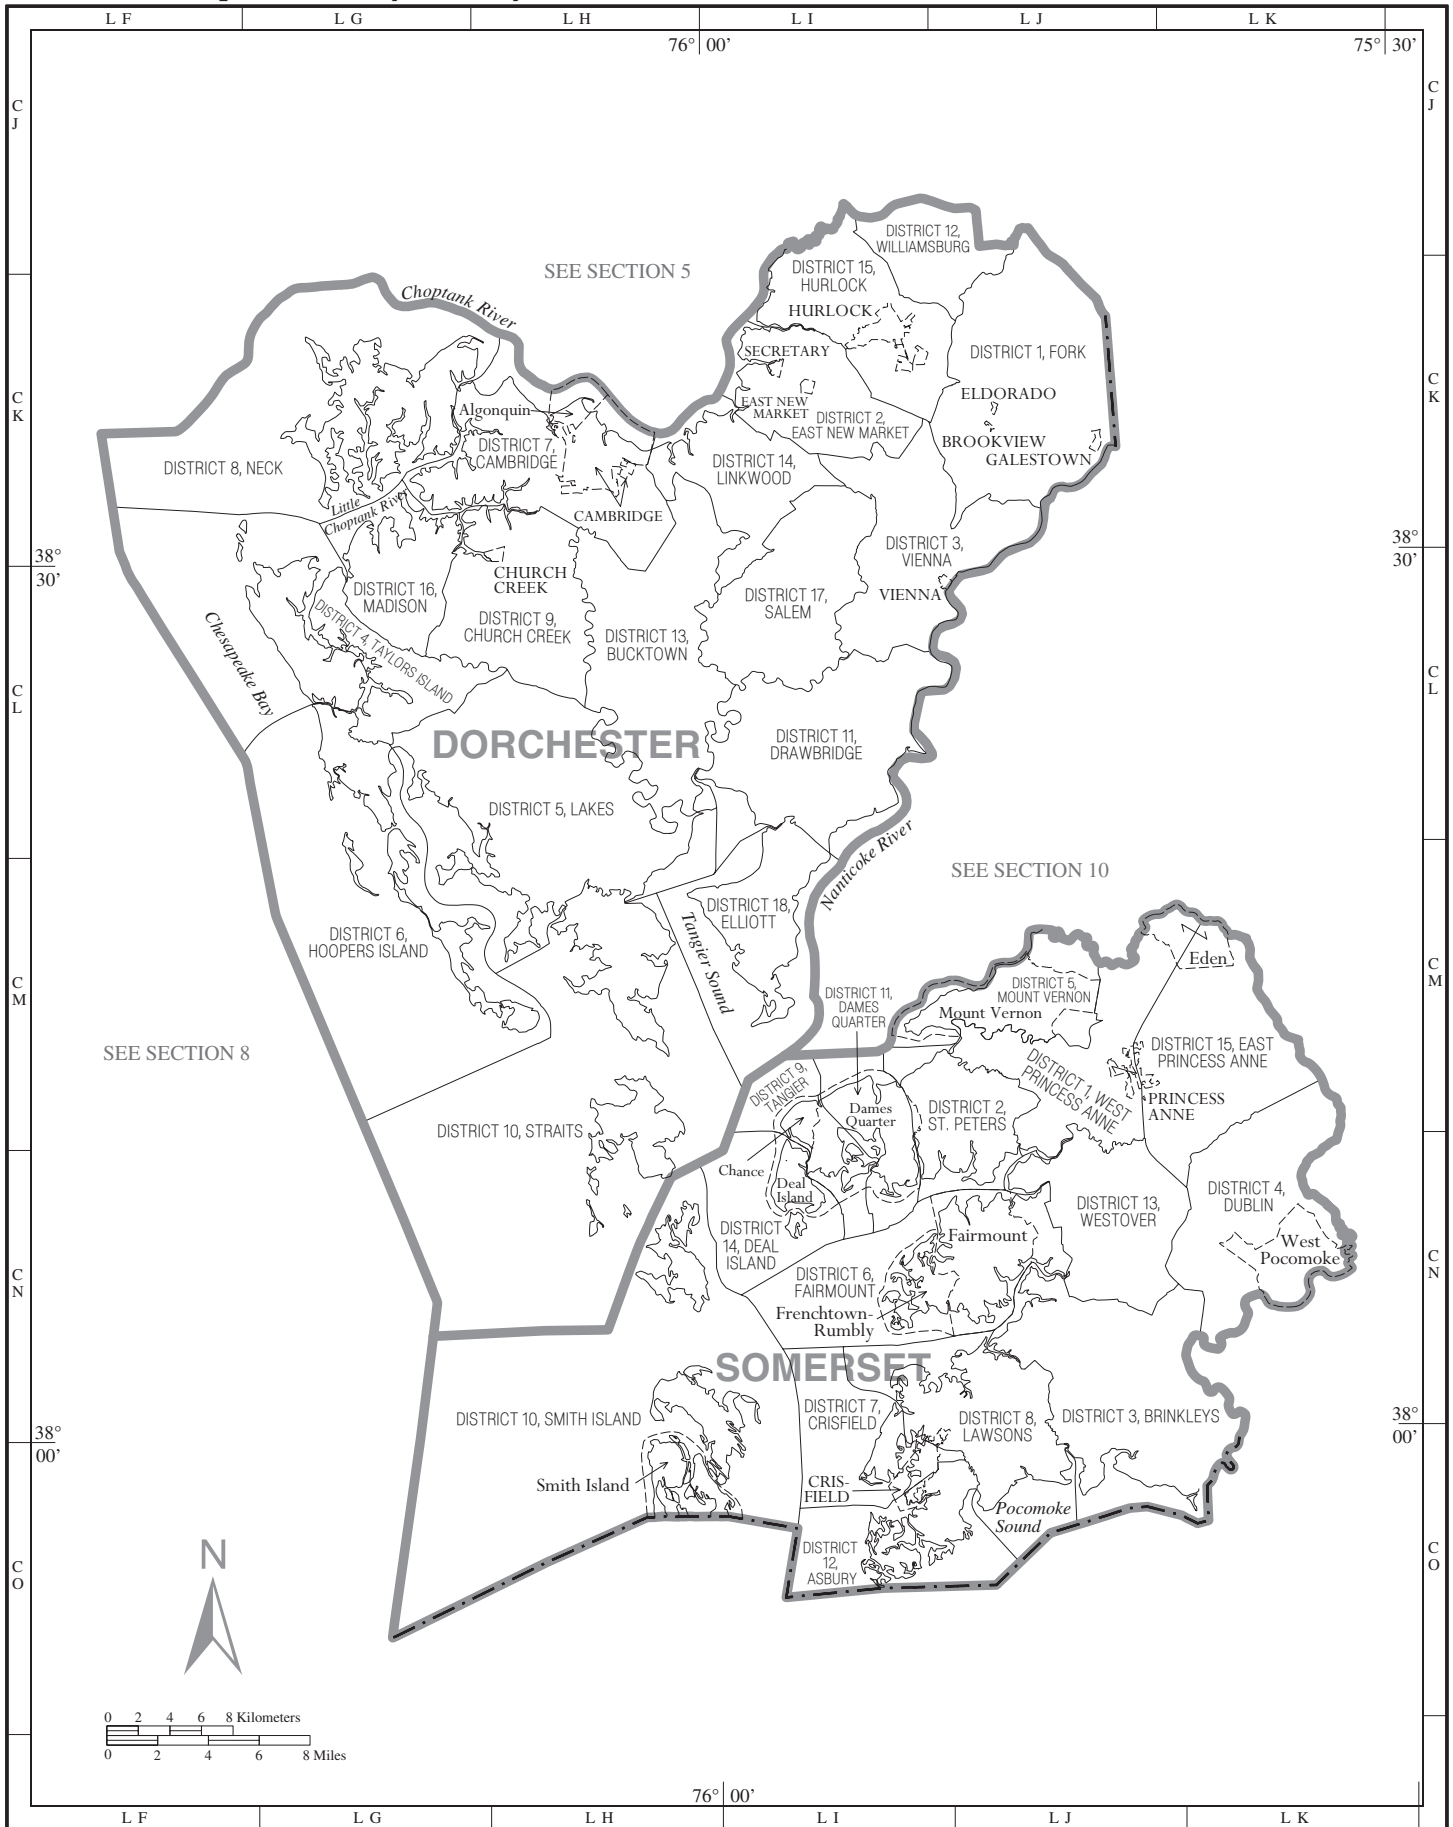 L F
L G
L H
L I
L J
L K
76° 00’
75° 30’
C
J
C
J
DISTRICT 12,
WILLIAMSBURG
SEE SECTION 5
DISTRICT 15,
HURLOCK
Choptank River
HURLOCK
SECRETARY
DISTRICT 1, FORK
C
K
C
K
ELDORADO
Algonquin
EAST NEW
MARKET
DISTRICT 2,
EAST NEW MARKET
BROOKVIEW
GALESTOWN
DISTRICT 7,
CAMBRIDGE
DISTRICT 8, NECK
DISTRICT 14,
LINKWOOD
Little
Choptank River
CAMBRIDGE
38°
30’
38°
30’
DISTRICT 3,
VIENNA
CHURCH
CREEK
VIENNA
DISTRICT 16,
MADISON
DISTRICT 17,
SALEM
DISTRICT 4, TAYLORS ISLAND
DISTRICT 9,
CHURCH CREEK
DISTRICT 13,
BUCKTOWN
Chesapeake Bay
C
L
C
L
DORCHESTER
DISTRICT 11,
DRAWBRIDGE
DISTRICT 5, LAKES
Nanticoke River
SEE SECTION 10
DISTRICT 18,
ELLIOTT
DISTRICT 6,
HOOPERS ISLAND
Tangier Sound
Eden
C
M
C
M
DISTRICT 5,
MOUNT VERNON
DISTRICT 11,
DAMES
QUARTER
Mount Vernon
SEE SECTION 8
DISTRICT 15, EAST
PRINCESS ANNE
DISTRICT 1, WEST
PRINCESS ANNE
DISTRICT 9,
TANGIER
PRINCESS
ANNE
Dames
Quarter
DISTRICT 2,
ST. PETERS
DISTRICT 10, STRAITS
Chance
Deal
Island
DISTRICT 4,
DUBLIN
DISTRICT 13,
WESTOVER
DISTRICT
14, DEAL
ISLAND
Fairmount
West
Pocomoke
C
N
C
N
DISTRICT 6,
FAIRMOUNT
Frenchtown-
Rumbly
SOMERSET
DISTRICT 10, SMITH ISLAND
DISTRICT 7,
CRISFIELD
DISTRICT 8,
LAWSONS
DISTRICT 3, BRINKLEYS
38°
00’
38°
00’
Smith Island
CRIS-
FIELD
Pocomoke
Sound
DISTRICT
12,
ASBURY
N
C
O
C
O
0 2 4 6 8 Kilometers
0 2 4 6 8 Miles
76° 00’
L F
L G
L H
L I
L J
L K